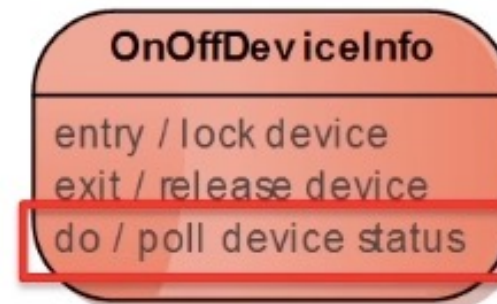 OnOffDeviceInfo
entry / lock device
exit / release device
do / poll device status